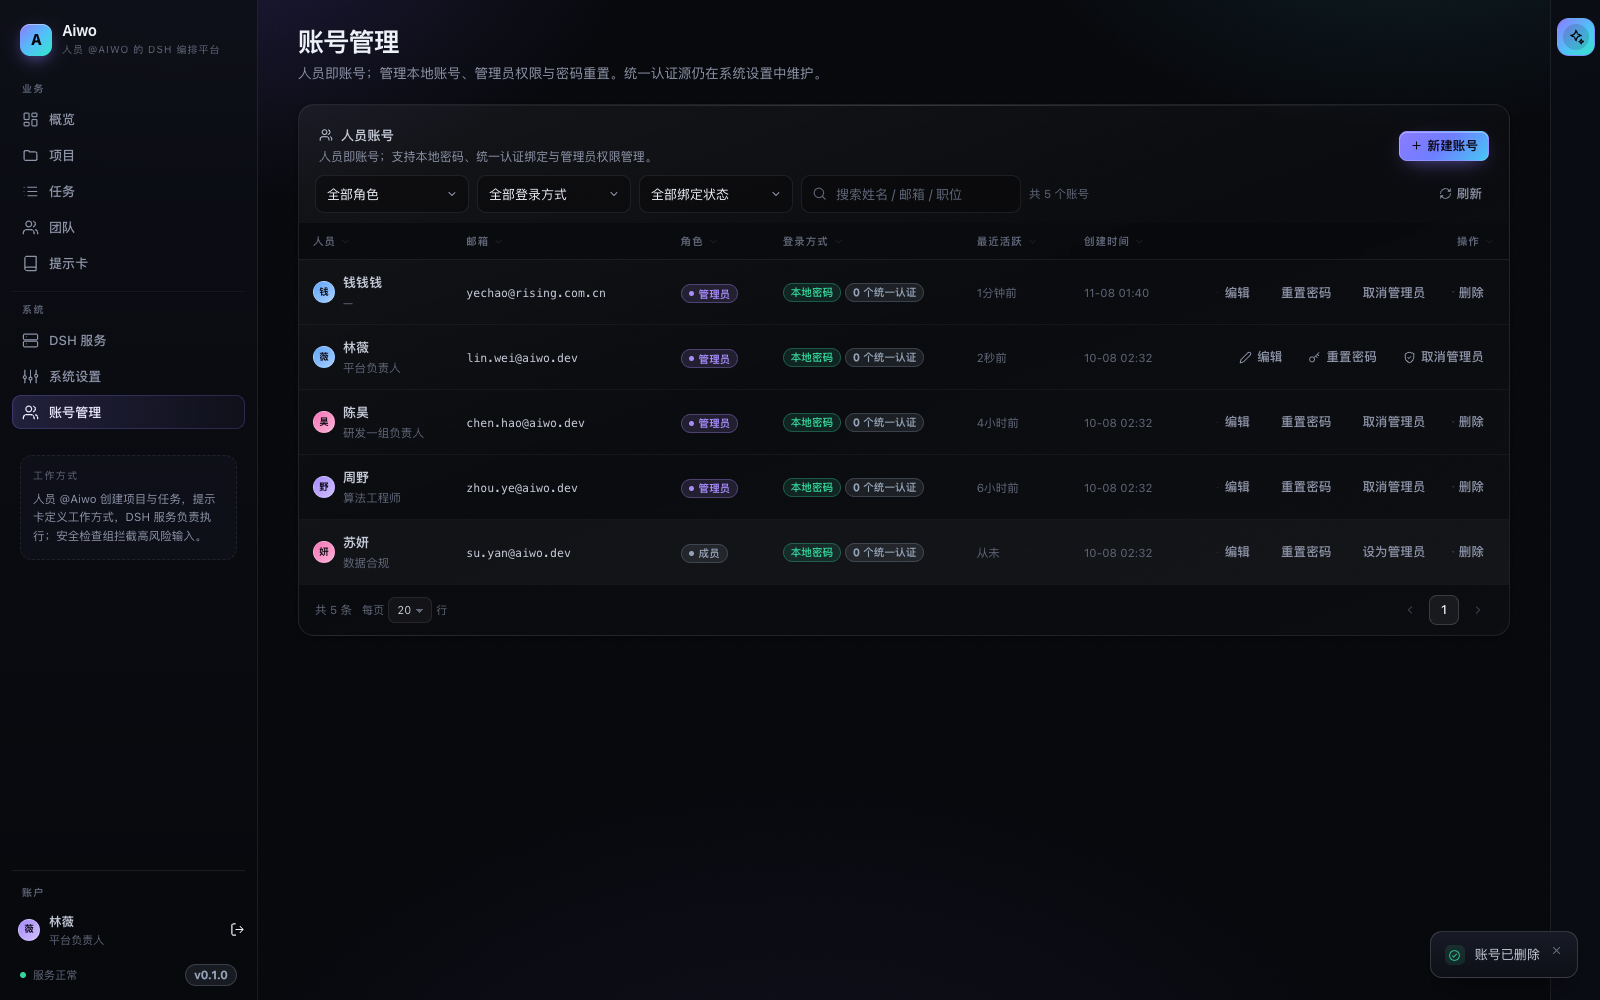 A
Aiwo
人员 @AIWO 的 DSH 编排平台
业务
概览
项目
任务
团队
提示卡
系统
DSH 服务
系统设置
账号管理
工作方式
人员 @Aiwo 创建项目与任务，提示
卡定义工作方式，DSH 服务负责执
行；安全检查组拦截高风险输入。
账户
薇
林薇
平台负责人
服务正常
v0.1.0
账号管理
人员即账号；管理本地账号、管理员权限与密码重置。统一认证源仍在系统设置中维护。
人员账号
人员即账号；支持本地密码、统一认证绑定与管理员权限管理。
+ 新建账号
全部角色
全部登录方式
全部绑定状态
搜索姓名 / 邮箱 / 职位
共 5 个账号
刷新
人员 邮箱 角色 登录方式 最近活跃 创建时间 操作
钱 钱钱钱
—
yechao@rising.com.cn 管理员 本地密码 0 个统一认证 1分钟前 11-08 01:40 编辑 重置密码 取消管理员 删除
薇 林薇
平台负责人
lin.wei@aiwo.dev 管理员 本地密码 0 个统一认证 2秒前 10-08 02:32 编辑 重置密码 取消管理员
昊 陈昊
研发一组负责人
chen.hao@aiwo.dev 管理员 本地密码 0 个统一认证 4小时前 10-08 02:32 编辑 重置密码 取消管理员 删除
野 周野
算法工程师
zhou.ye@aiwo.dev 管理员 本地密码 0 个统一认证 6小时前 10-08 02:32 编辑 重置密码 取消管理员 删除
妍 苏妍
数据合规
su.yan@aiwo.dev 成员 本地密码 0 个统一认证 从未 10-08 02:32 编辑 重置密码 设为管理员 删除
共 5 条 每页 20 行
1
账号已删除